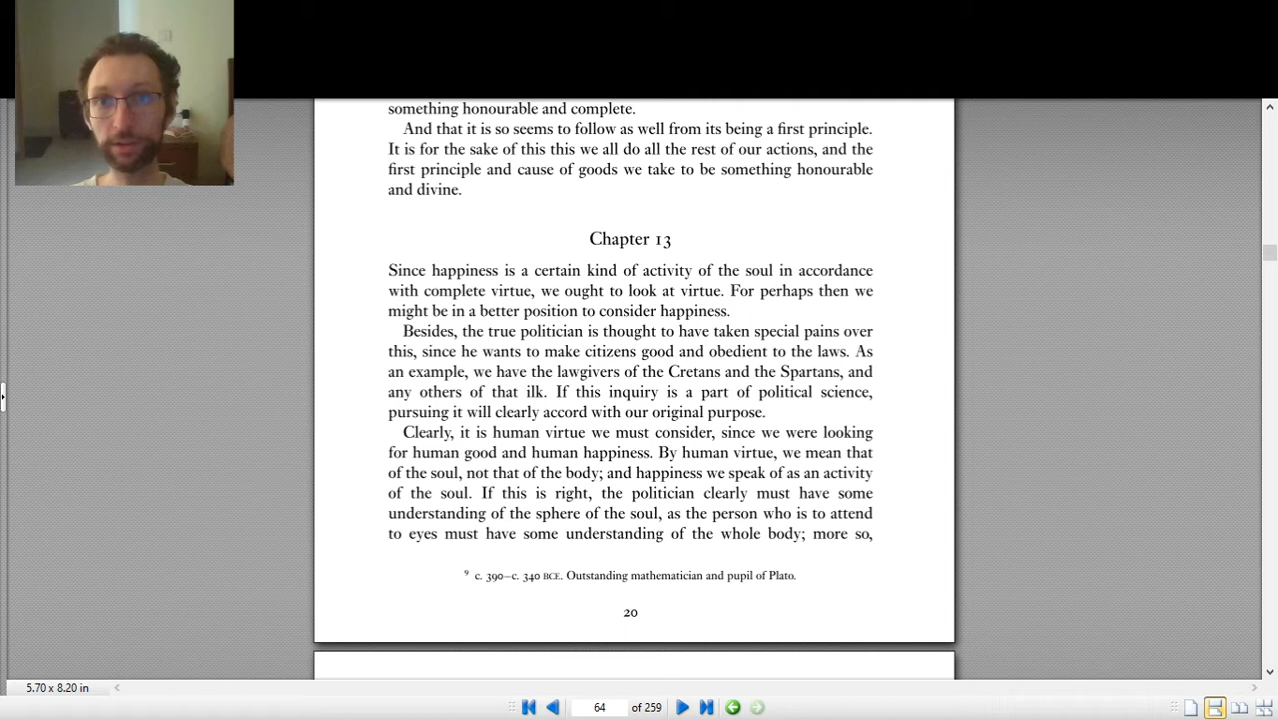 something honourable and complete.
And that it is so seems to follow as well from its being a first principle.
It is for the sake of this this we all do all the rest of our actions, and the
first principle and cause of goods we take to be something honourable
and divine.
Chapter 13
Since happiness is a certain kind of activity of the soul in accordance
with complete virtue, we ought to look at virtue. For perhaps then we
might be in a better position to consider happiness.
Besides, the true politician is thought to have taken special pains over
this, since he wants to make citizens good and obedient to the laws. As
an example, we have the lawgivers of the Cretans and the Spartans, and
any others of that ilk. If this inquiry is a part of political science,
pursuing it will clearly accord with our original purpose.
Clearly, it is human virtue we must consider, since we were looking
for human good and human happiness. By human virtue, we mean that
of the soul, not that of the body; and happiness we speak of as an activity
of the soul. If this is right, the politician clearly must have some
understanding of the sphere of the soul, as the person who is to attend
to eyes must have some understanding of the whole body; more so,
9 c. 390–c. 340 BCE. Outstanding mathematician and pupil of Plato.
20
5.70 x 8.20 in
64 of 259